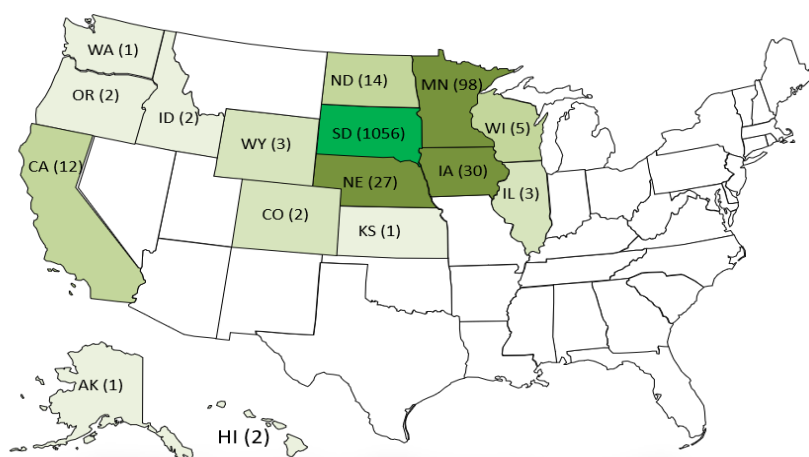 WA (1)
OR (2)
ID (2)
WY (3)
ND (14)
SD (1056)
MN (98)
WI (5)
CA (12)
NE (27)
IA (30)
IL (3)
CO (2)
KS (1)
AK (1)
HI (2)